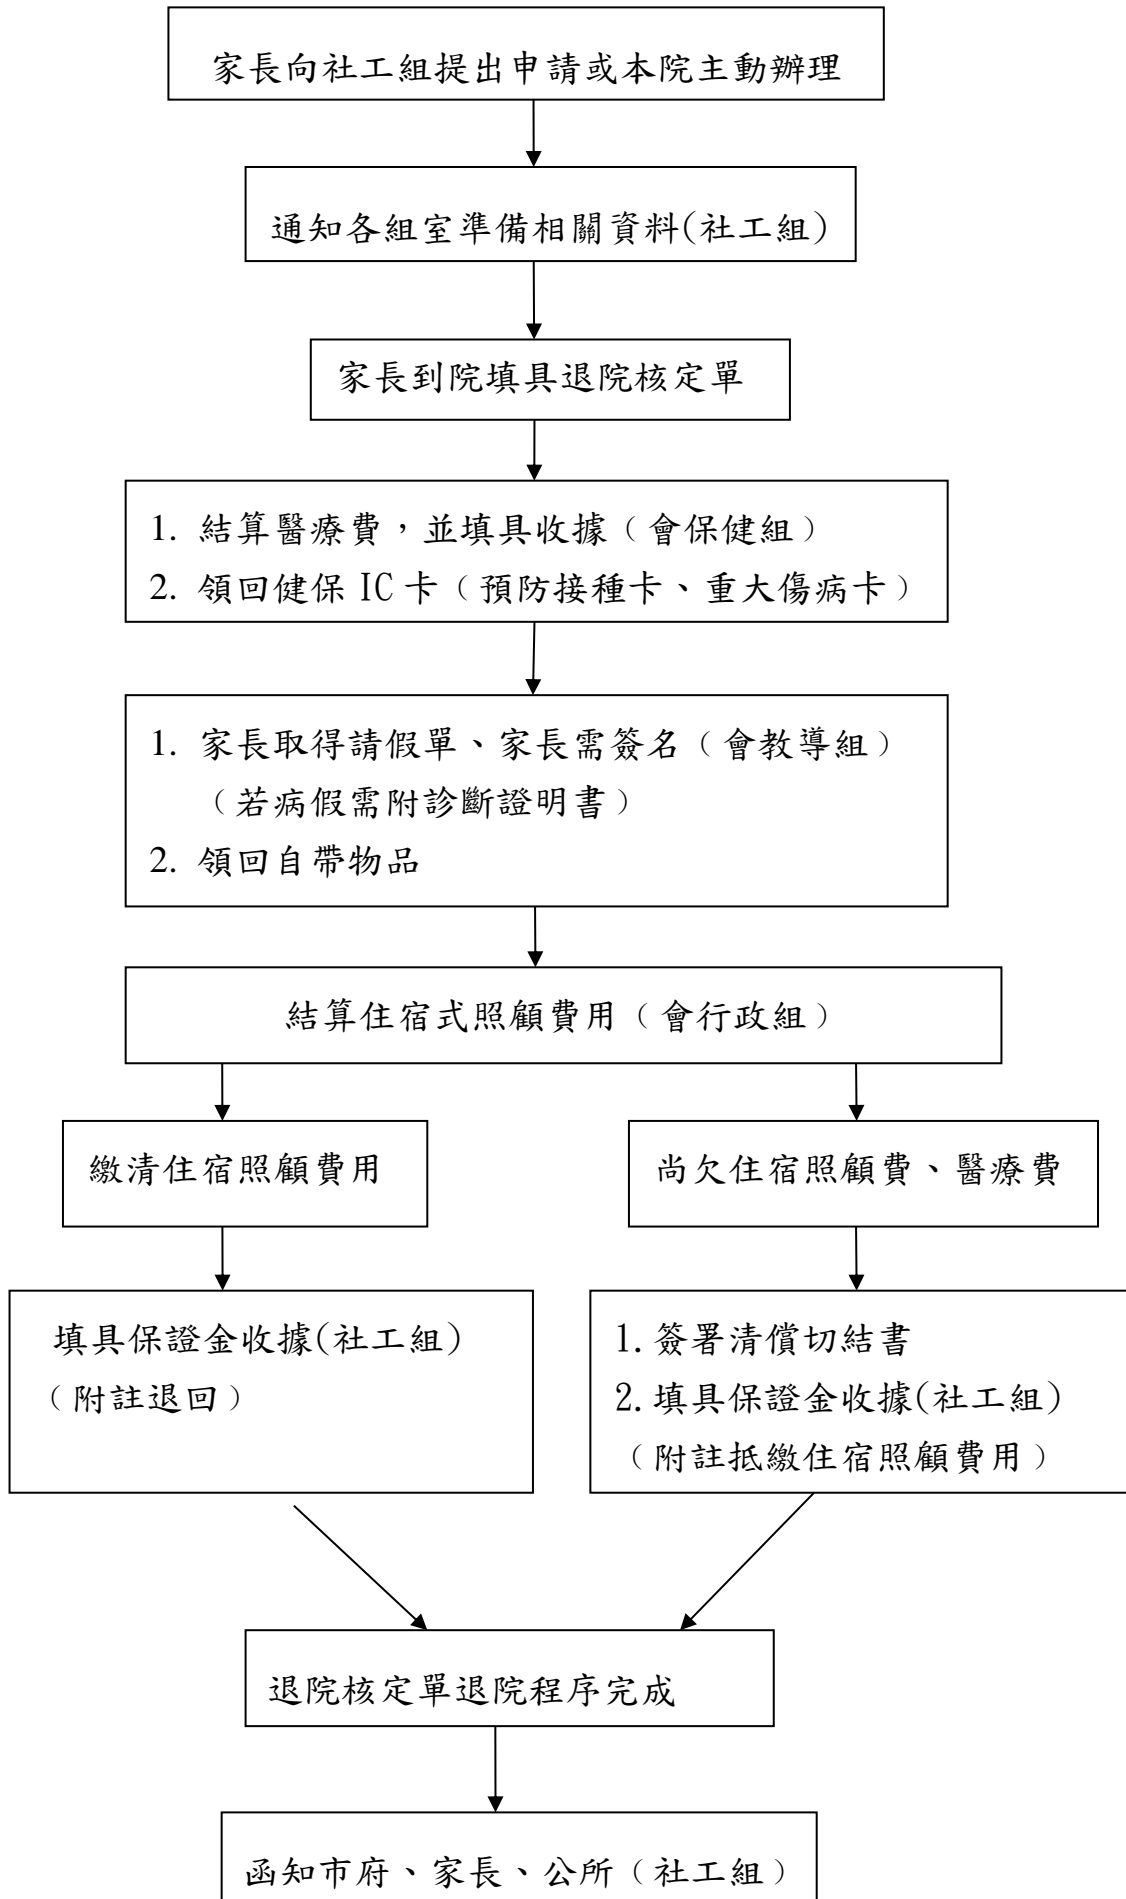 家長向社工組提出申請或本院主動辦理
通知各組室準備相關資料(社工組)
家長到院填具退院核定單
1. 結算醫療費，並填具收據（會保健組）
2. 領回健保 IC 卡（預防接種卡、重大傷病卡）
1. 家長取得請假單、家長需簽名（會教導組）
（若病假需附診斷證明書）
2. 領回自帶物品
結算住宿式照顧費用（會行政組）
繳清住宿照顧費用
尚欠住宿照顧費、醫療費
填具保證金收據(社工組)
（附註退回）
1.簽署清償切結書
2.填具保證金收據(社工組)
（附註抵繳住宿照顧費用）
退院核定單退院程序完成
函知市府、家長、公所（社工組）